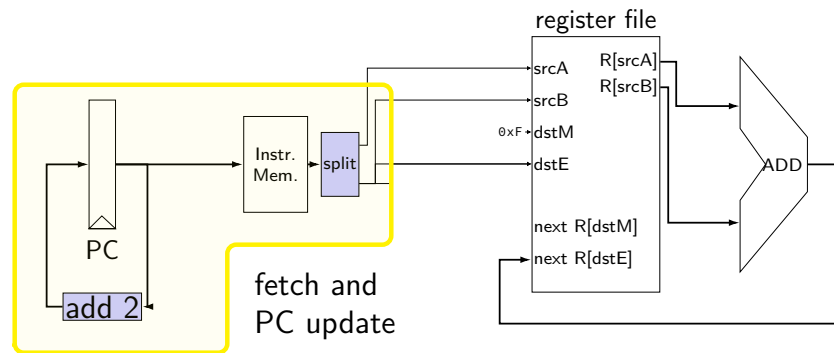 register file
srcA
R[srcA]
srcB
R[srcB]
0xF
dstM
dstE
next R[dstM]
next R[dstE]
ADD
Instr.
Mem.
split
PC
add 2
fetch and
PC update